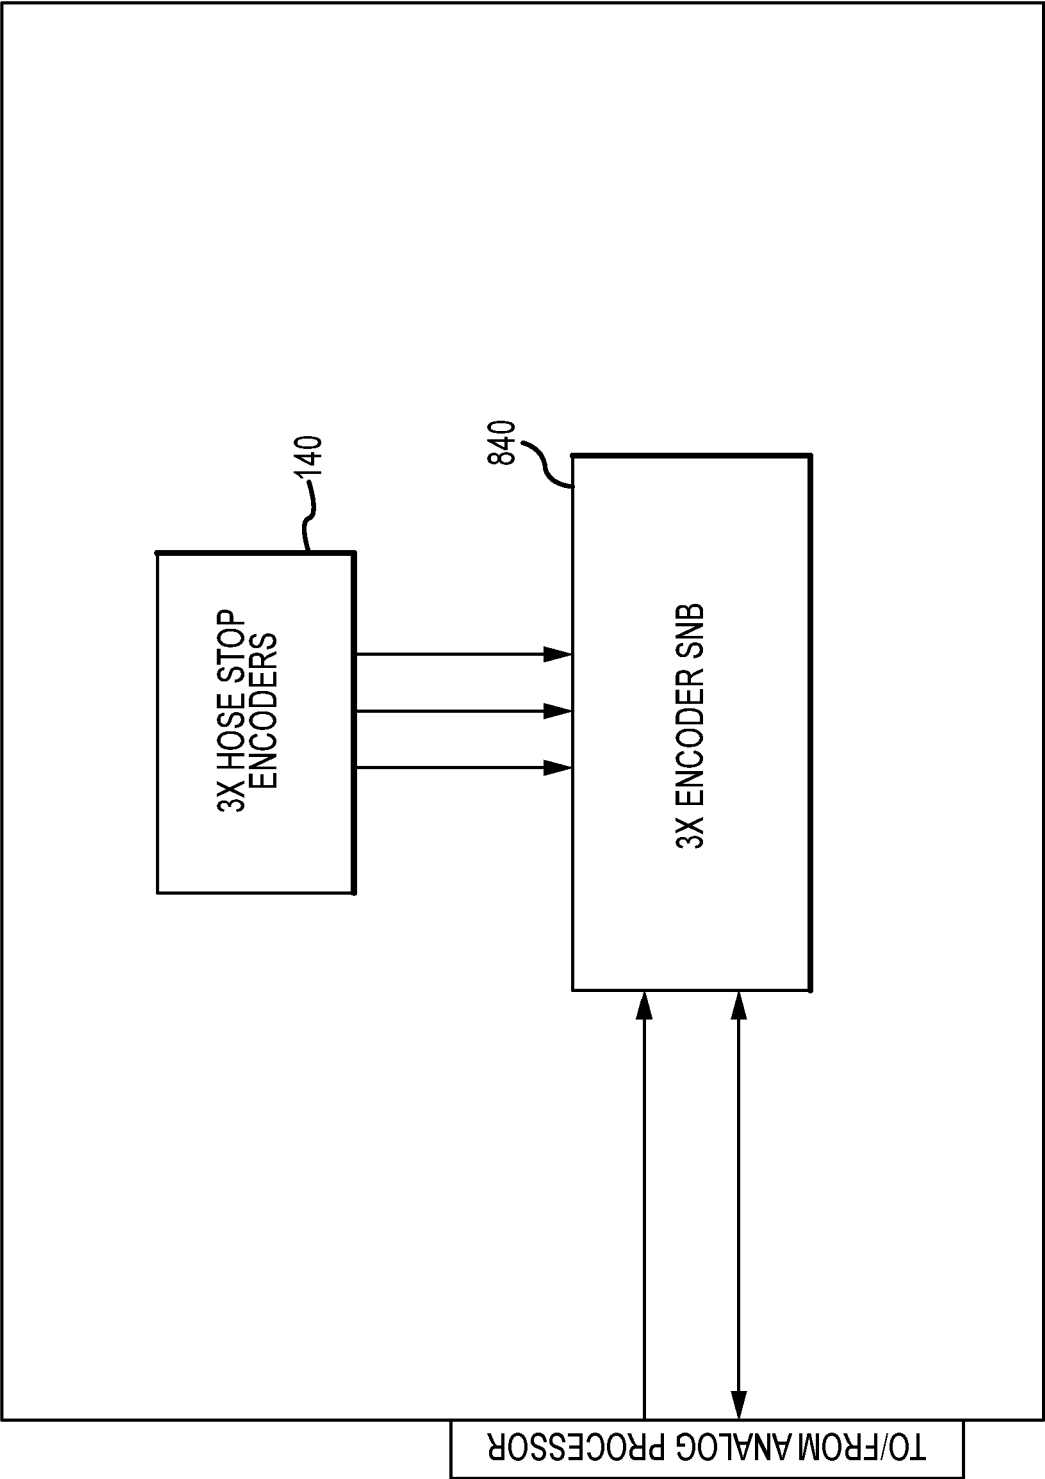 3X HOSE STOP
ENCODERS
140
840
3X ENCODER SNB
TO/FROM ANALOG PROCESSOR